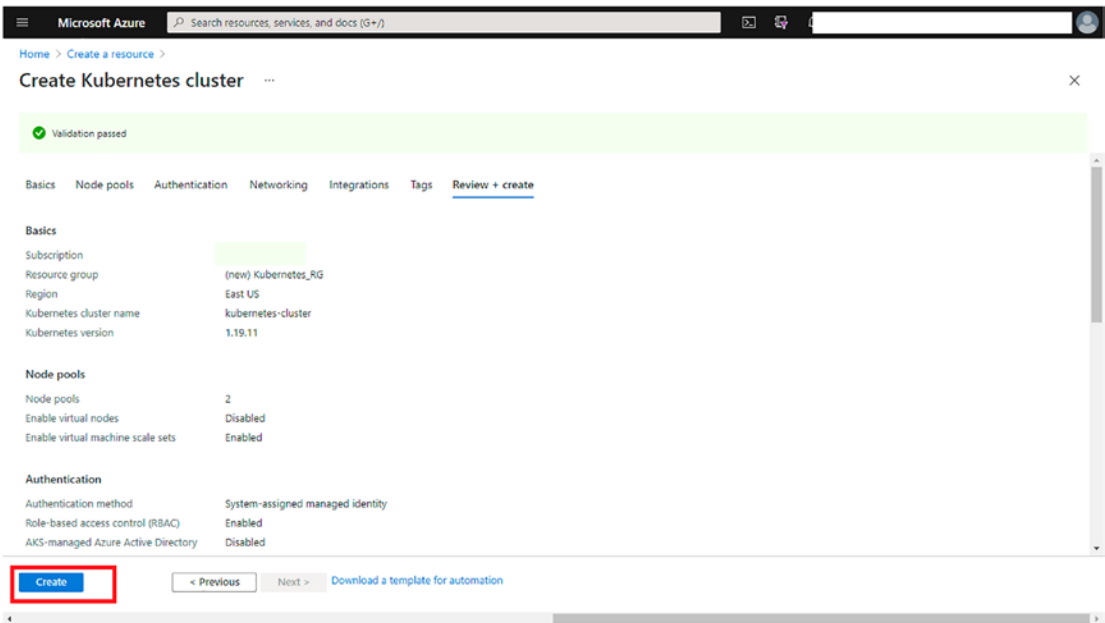 Microsoft Azure Search resources, services, and docs (G+/)
Home > Create a resource >
Create Kubernetes cluster ...
Validation passed
Basics Node pools Authentication Networking Integrations Tags Review + create
Basics
Subscription
Resource group (new) Kubernetes_RG
Region East US
Kubernetes cluster name kubernetes-cluster
Kubernetes version 1.19.11
Node pools
Node pools 2
Enable virtual nodes Disabled
Enable virtual machine scale sets Enabled
Authentication
Authentication method System-assigned managed identity
Role-based access control (RBAC) Enabled
AKS-managed Azure Active Directory Disabled
Create < Previous Next > Download a template for automation